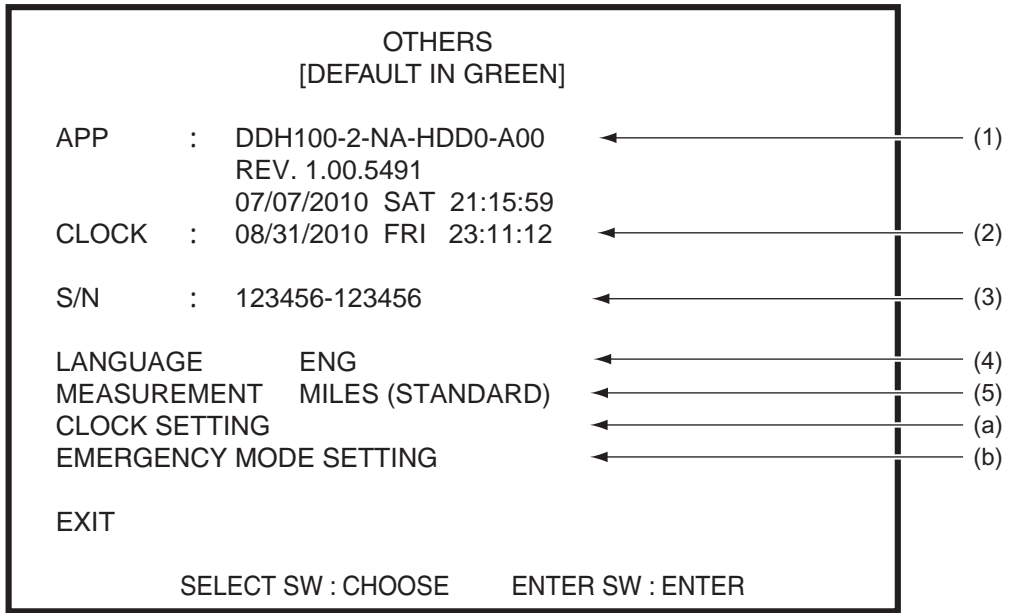 OTHERS
[DEFAULT IN GREEN]
APP : DDH100-2-NA-HDD0-A00 (1)
REV. 1.00.5491
07/07/2010 SAT 21:15:59
CLOCK : 08/31/2010 FRI 23:11:12 (2)
S/N : 123456-123456 (3)
LANGUAGE ENG (4)
MEASUREMENT MILES (STANDARD) (5)
CLOCK SETTING (a)
EMERGENCY MODE SETTING (b)
EXIT
SELECT SW : CHOOSE ENTER SW : ENTER